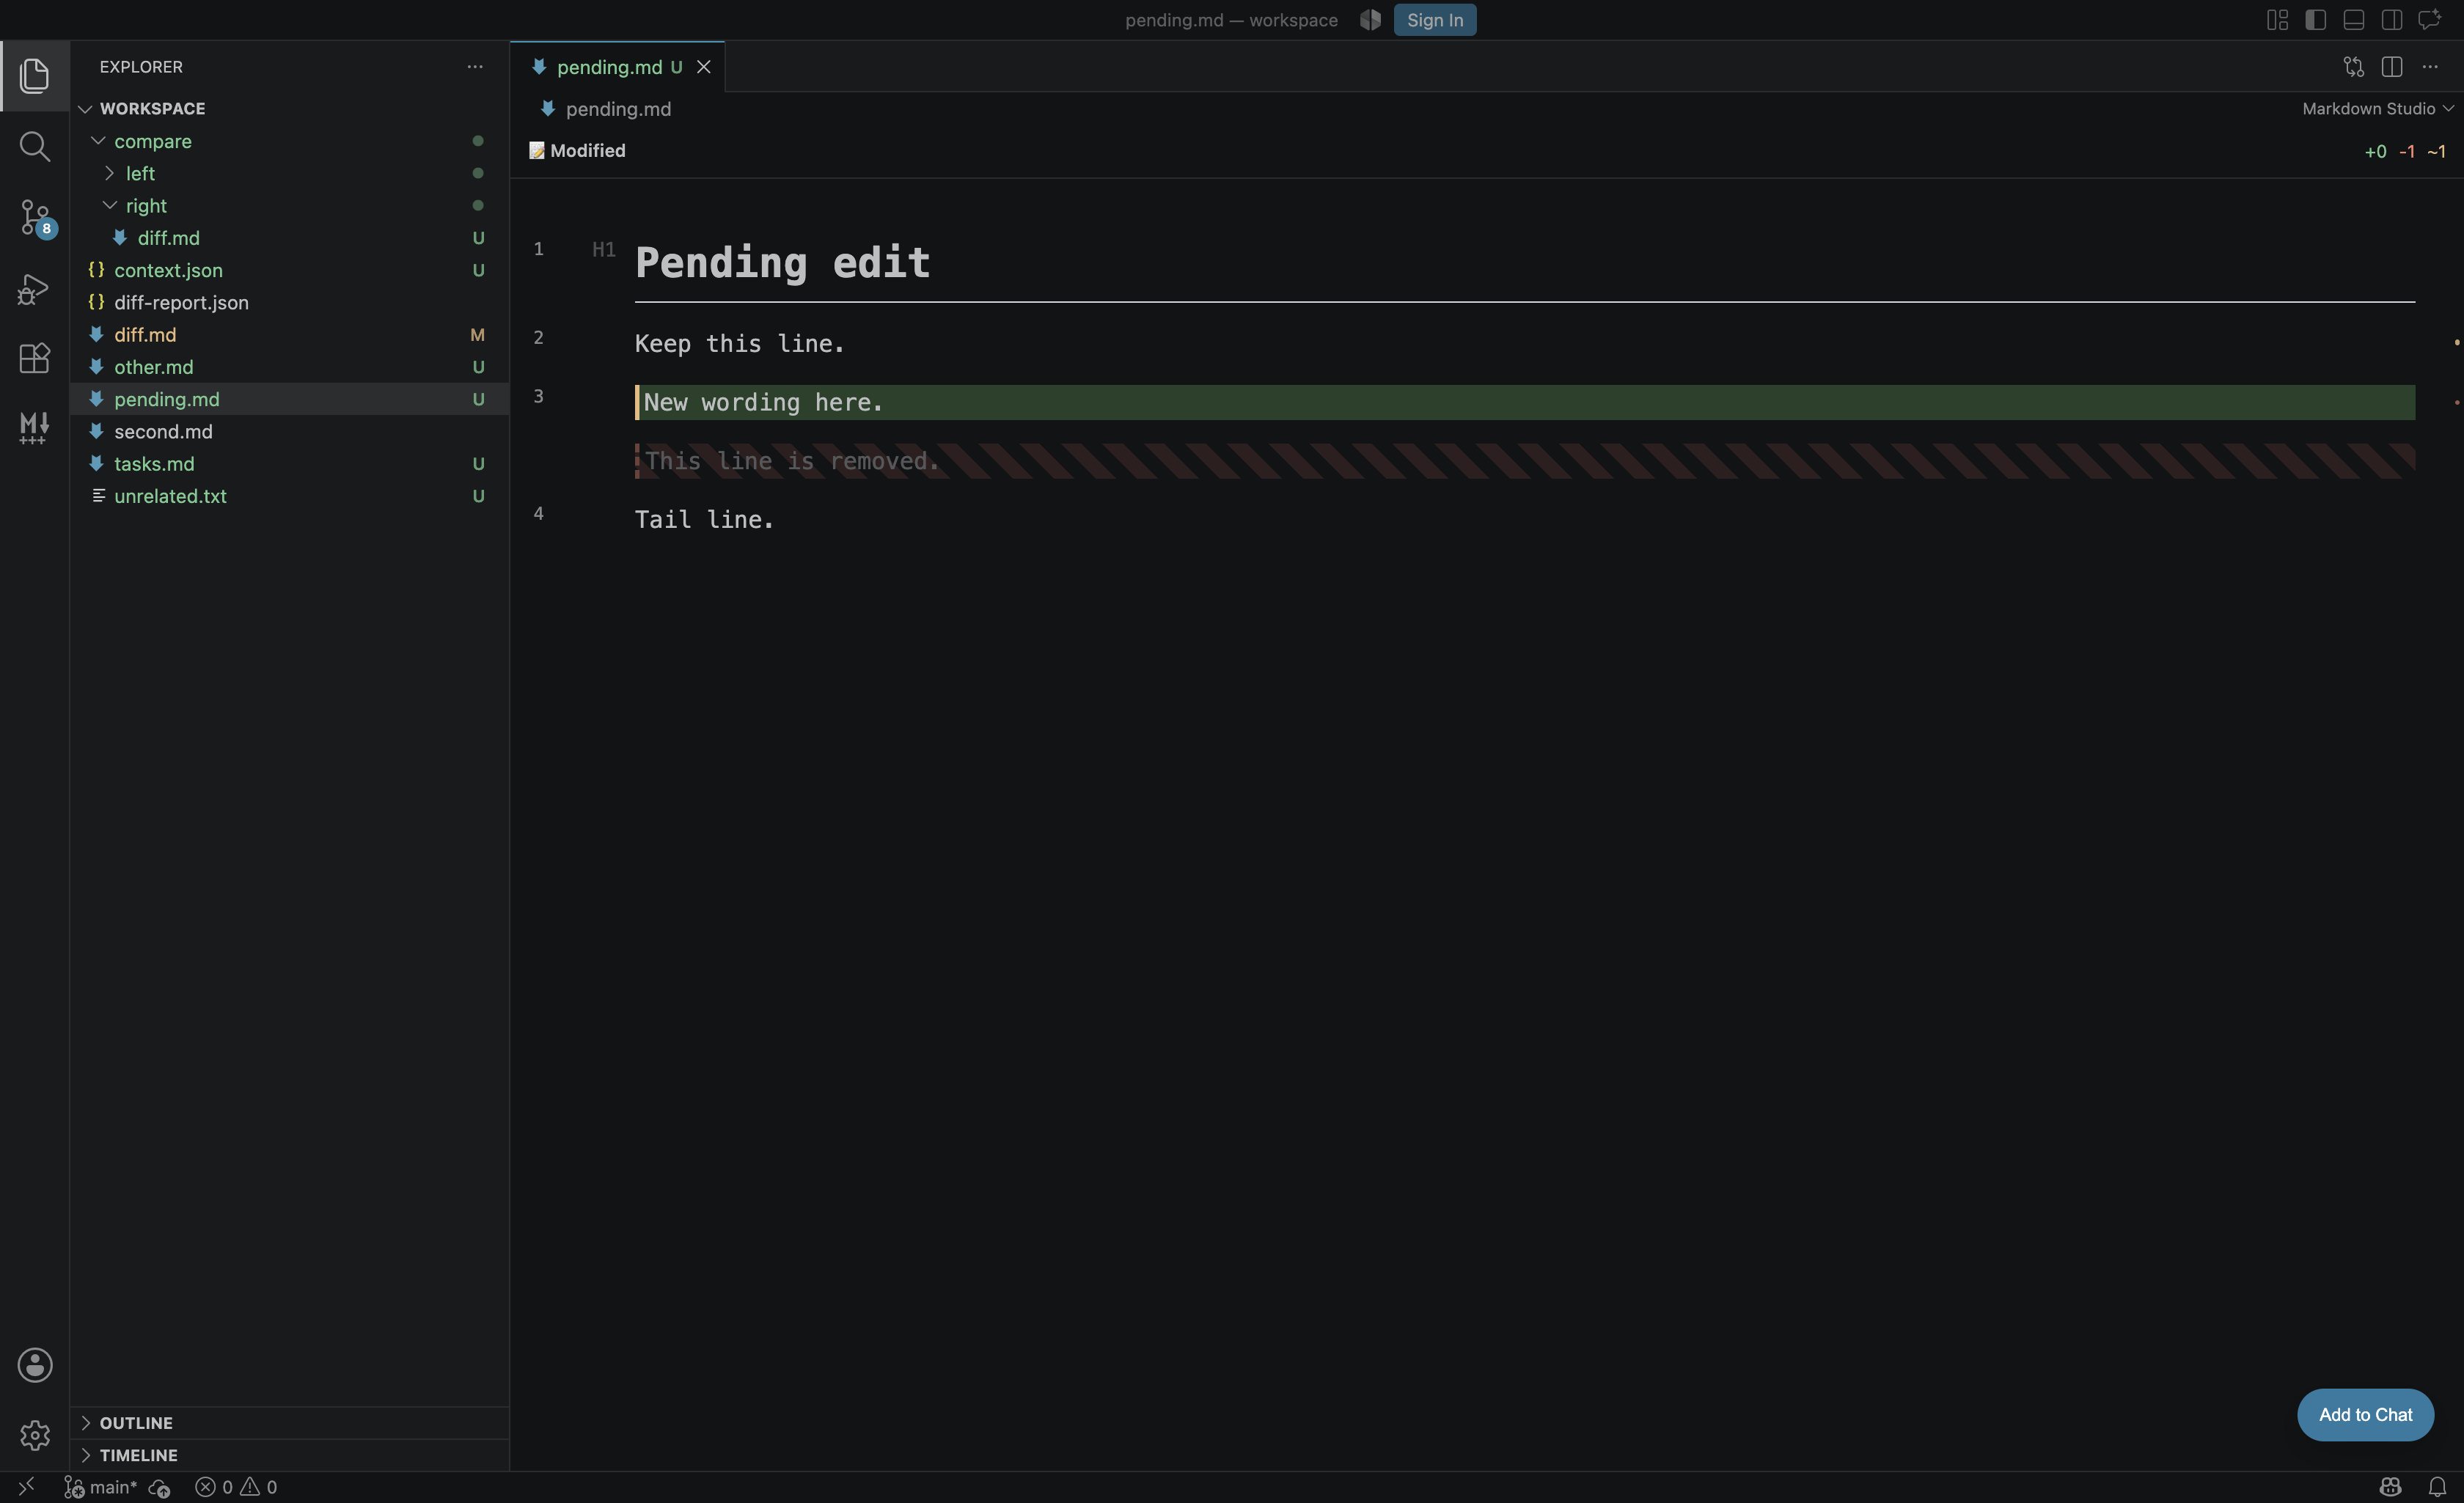 pending.md — workspace
Sign In
EXPLORER
WORKSPACE
compare
left
right
diff.md U
context.json U
diff-report.json
diff.md M
other.md U
pending.md U
second.md
tasks.md U
unrelated.txt U
8
M
OUTLINE
TIMELINE
pending.md U
pending.md
Markdown Studio
Modified
+0 -1 ~1
1 H1 Pending edit
2 Keep this line.
3 New wording here.
This line is removed.
4 Tail line.
Add to Chat
main* 0 0